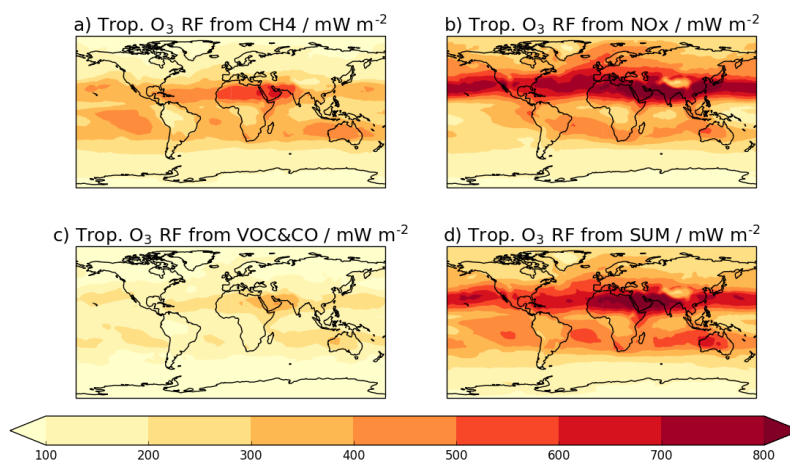 a) Trop. O₃ RF from CH4 / mW m⁻²
b) Trop. O₃ RF from NOx / mW m⁻²
c) Trop. O₃ RF from VOC&CO / mW m⁻²
d) Trop. O₃ RF from SUM / mW m⁻²
100 200 300 400 500 600 700 800